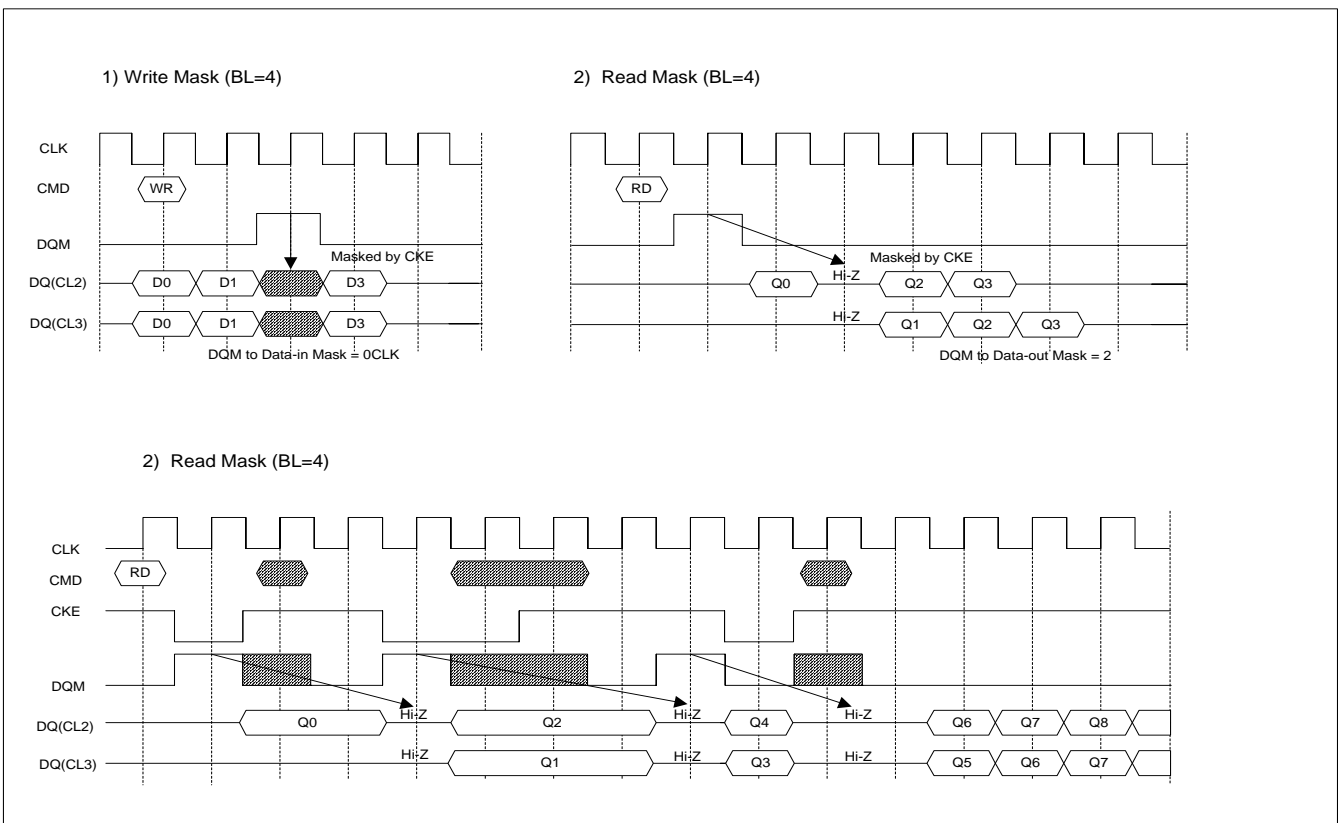 1) Write Mask (BL=4)
CLK
CMD
WR
DQM
Masked by CKE
DQ(CL2)
D0
D1
D3
DQ(CL3)
D0
D1
D3
DQM to Data-in Mask = 0CLK
2) Read Mask (BL=4)
RD
Masked by CKE
Q0
Hi-Z
Q2
Q3
Hi-Z
Q1
Q2
Q3
DQM to Data-out Mask = 2
2) Read Mask (BL=4)
CLK
CMD
RD
CKE
DQM
DQ(CL2)
Q0
Hi-Z
Q2
Hi-Z
Q4
Hi-Z
Q6
Q7
Q8
DQ(CL3)
Hi-Z
Q1
Hi-Z
Q3
Hi-Z
Q5
Q6
Q7